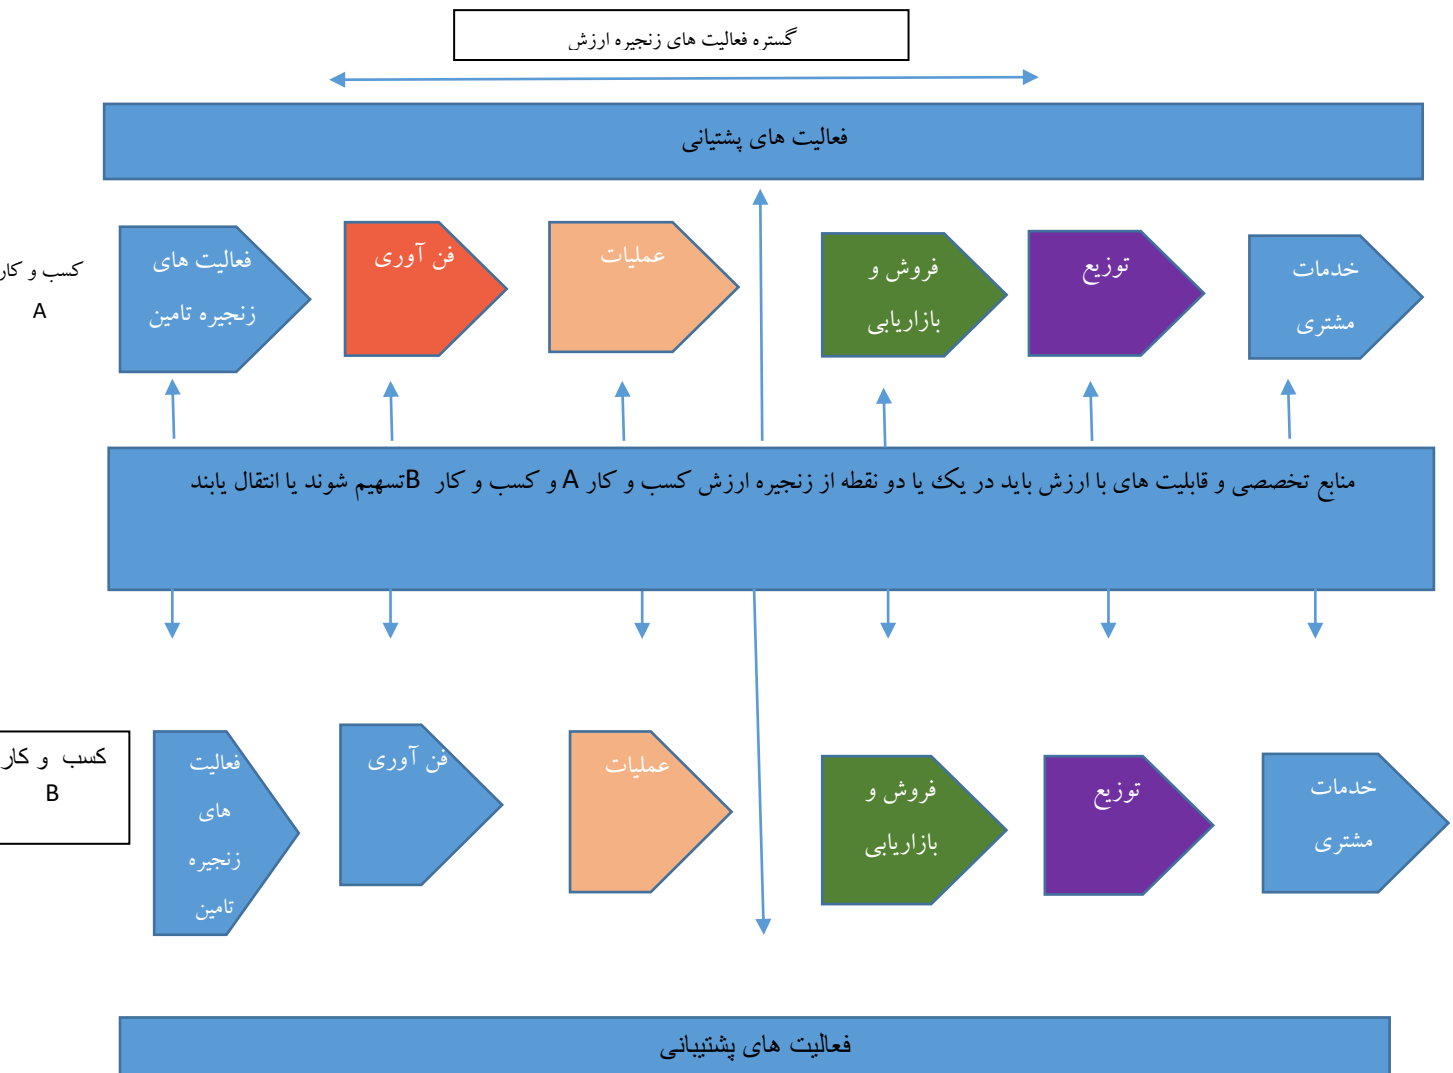 گستره فعالیت های زنجیره ارزش
فعالیت های پشتیانی
کسب و کار
A
فعالیت های
زنجیره تامین
فن آوری
عملیات
فروش و
بازاریابی
توزیع
خدمات
مشتری
منابع تخصصی و قابلیت های با ارزش باید در یک یا دو نقطه از زنجیره ارزش کسب و کار A و کسب و کار Bتسهیم شوند یا انتقال یابند
کسب و کار
B
فعالیت
های
زنجیره
تامین
فن آوری
عملیات
فروش و
بازاریابی
توزیع
خدمات
مشتری
فعالیت های پشتیبانی